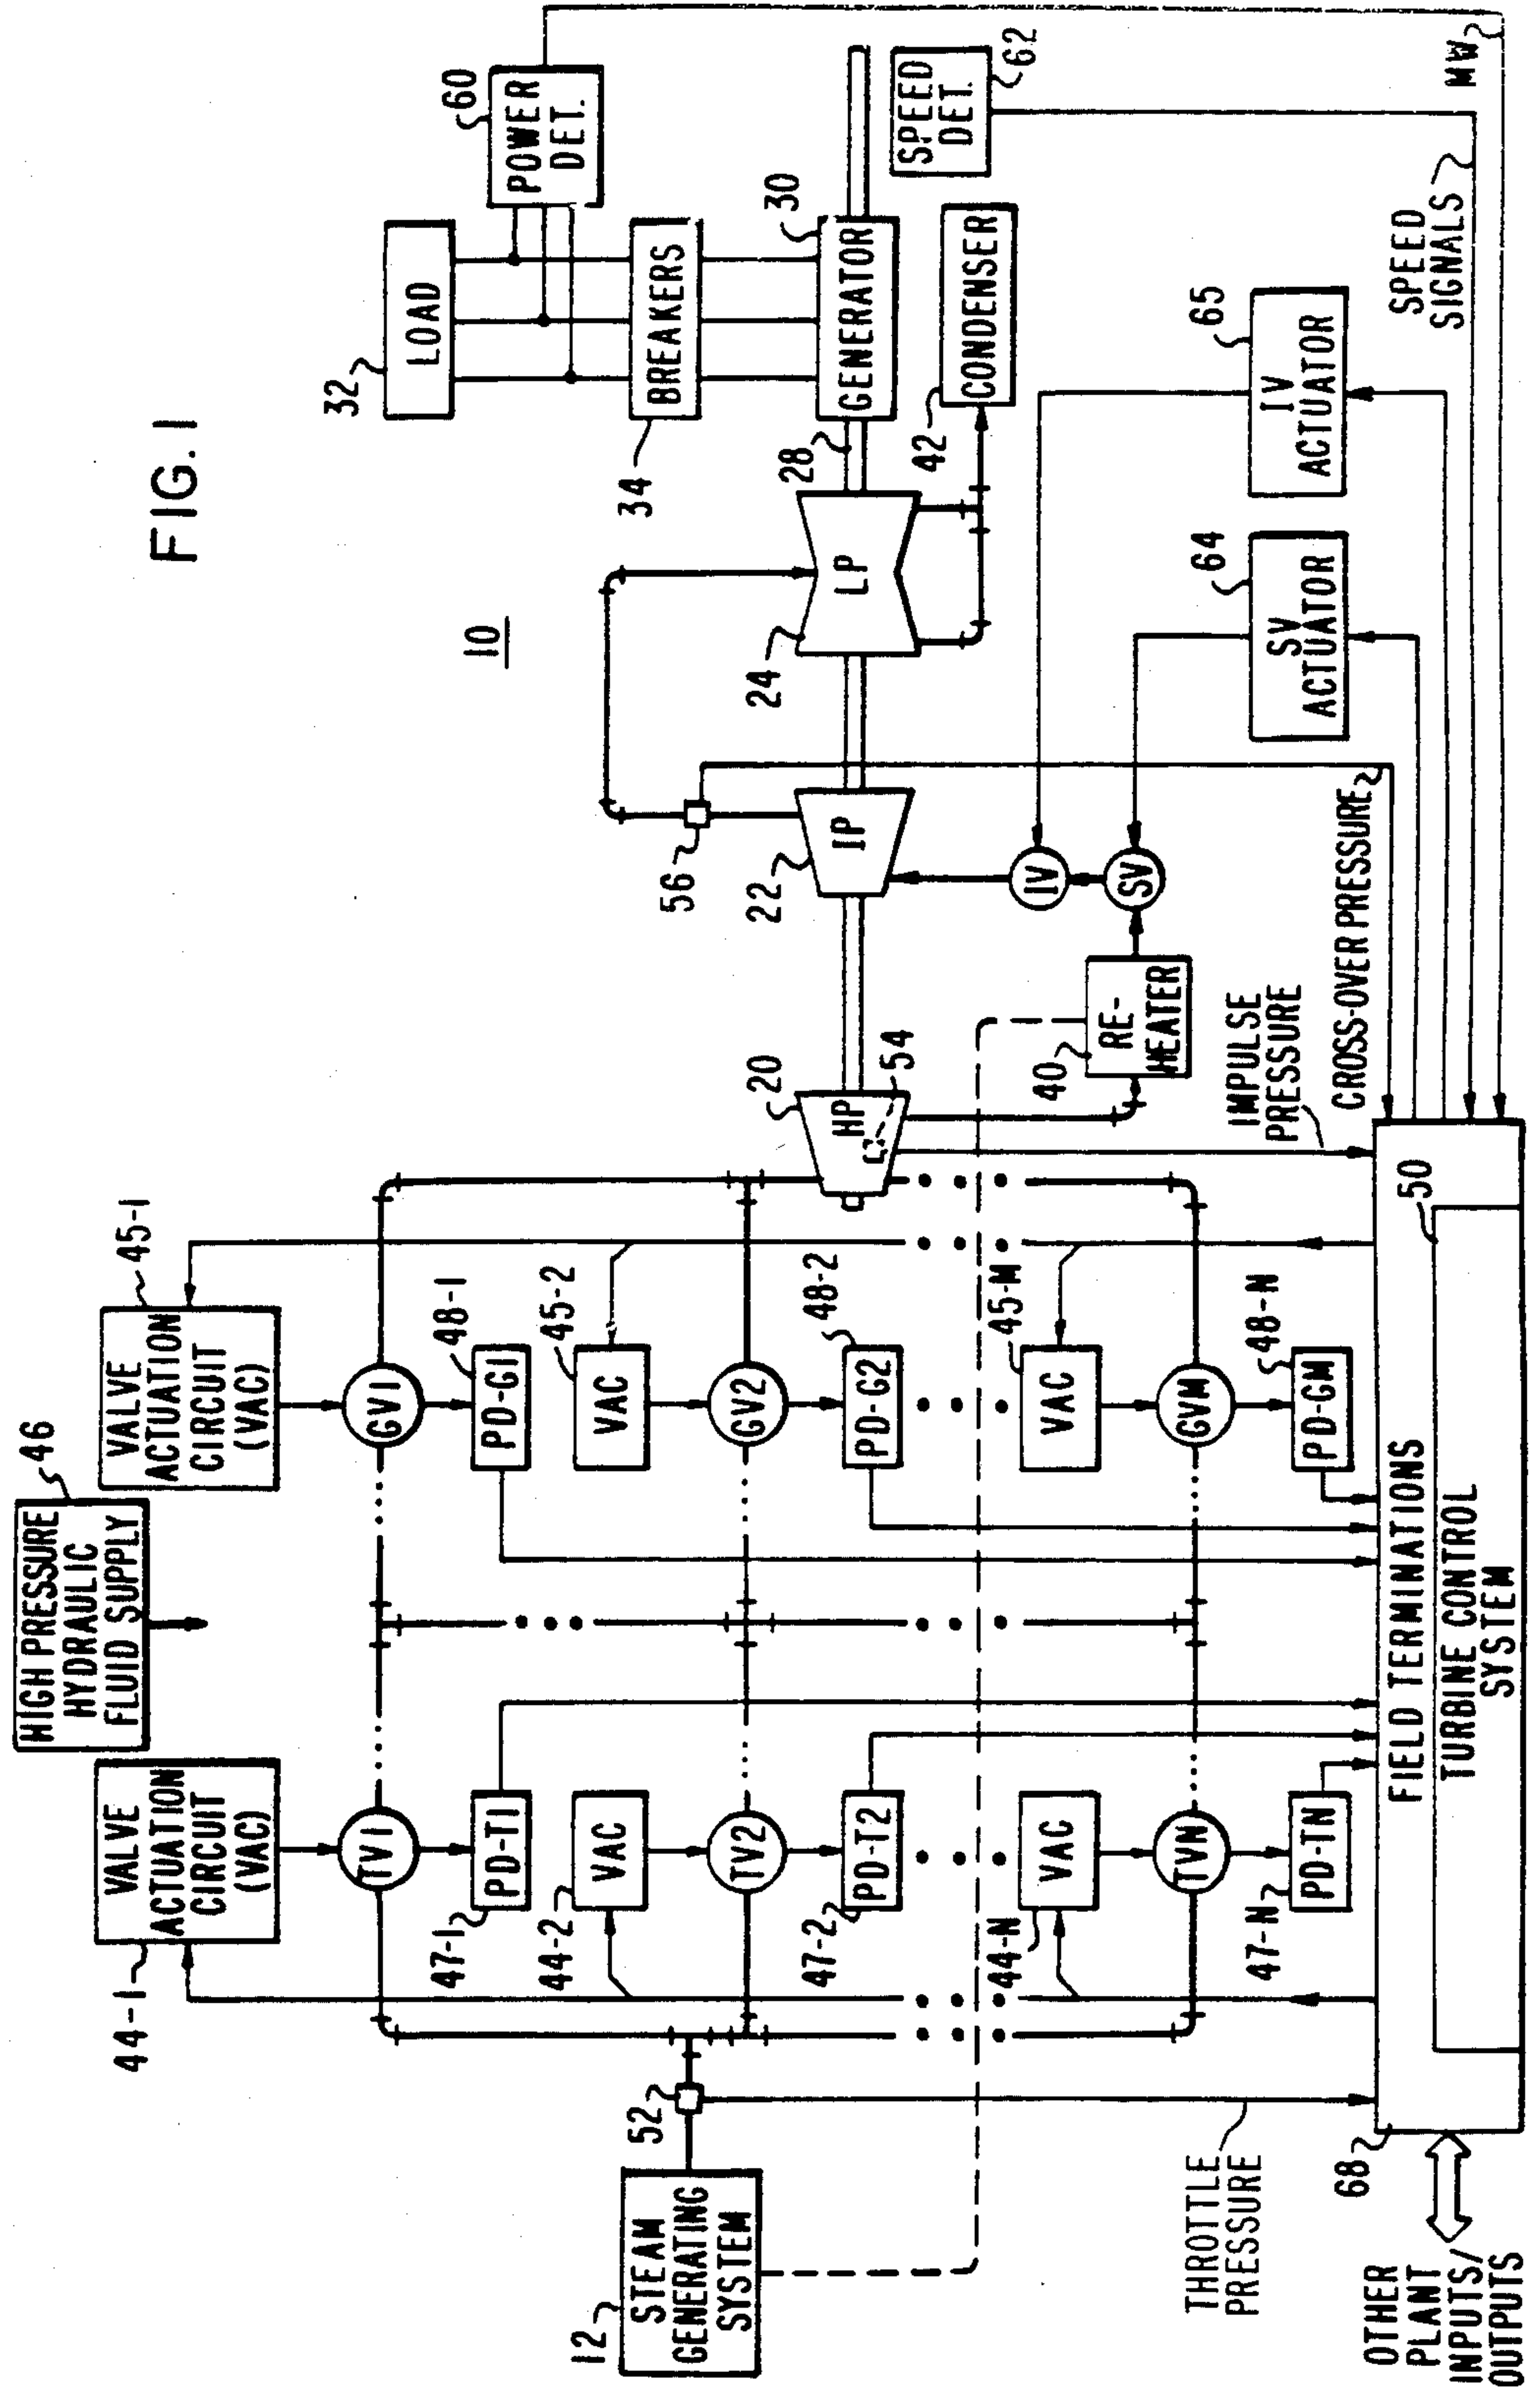 FIG. 1
10
HIGH PRESSURE
HYDRAULIC
FLUID SUPPLY
46
VALVE
ACTUATION
CIRCUIT
(VAC)
44-1
VALVE
ACTUATION
CIRCUIT
(VAC)
45-1
TV1
GV1
PD-T1
47-1
PD-G1
48-1
VAC
44-2
VAC
45-2
TV2
GV2
PD-T2
47-2
PD-G2
48-2
VAC
44-N
VAC
45-M
TVN
GVM
PD-TN
47-N
PD-GM
48-N
STEAM
GENERATING
SYSTEM
12
52
THROTTLE
PRESSURE
HP
20
54
IP
22
56
LP
24
28
GENERATOR
30
LOAD
32
BREAKERS
34
POWER
DET.
60
SPEED
DET.
62
CONDENSER
42
RE-
HEATER
40
SV
IV
SV
ACTUATOR
64
IV
ACTUATOR
65
IMPULSE
PRESSURE
CROSS-OVER PRESSURE
SPEED
SIGNALS
MW
FIELD TERMINATIONS
TURBINE CONTROL
SYSTEM
50
68
OTHER
PLANT
INPUTS/
OUTPUTS